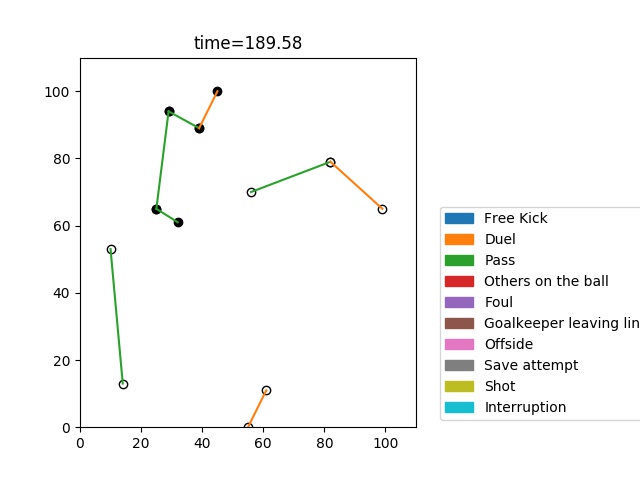 time=189.58
100
80
60
40
20
0
0 20 40 60 80 100
Free Kick
Duel
Pass
Others on the ball
Foul
Goalkeeper leaving lin
Offside
Save attempt
Shot
Interruption